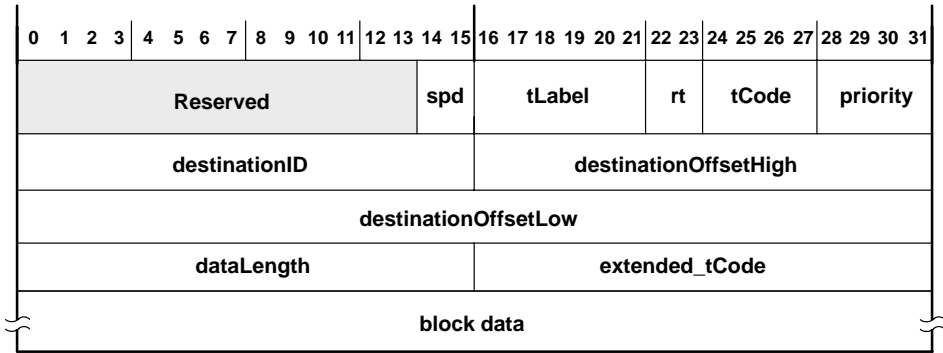 0 1 2 3 4 5 6 7 8 9 10 11 12 13 14 15 16 17 18 19 20 21 22 23 24 25 26 27 28 29 30 31
Reserved spd tLabel rt tCode priority
destinationID destinationOffsetHigh
destinationOffsetLow
dataLength extended_tCode
block data